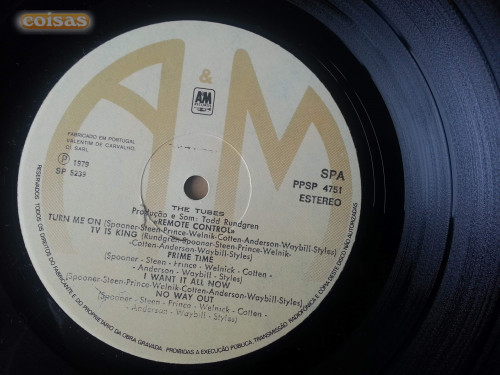 coisas
A&M
AM
RECORDS
FABRICADO EM PORTUGAL
VALENTIM DE CARVALHO,
CI SARL
Ⓟ 1979
SP 5239
SPA
PPSP 4751
ESTEREO
THE TUBES
Produção e Som: Todd Rundgren
«REMOTE CONTROL»
TURN ME ON (Spooner-Steen-Prince-Welnik-Cotten-Anderson-Waybill-Styles)
TV IS KING (Rundgren-Spooner-Steen-Prince-Welnik-
-Cotten-Anderson-Waybill-Styles)
PRIME TIME
(Spooner - Steen - Prince - Welnick - Cotten -
- Anderson - Waybill - Styles)
I WANT IT ALL NOW
(Spooner-Steen-Prince-Welnik-Cotten-Anderson-Waybill-Styles)
NO WAY OUT
(Spooner - Steen - Prince - Welnick - Cotten -
- Anderson - Waybill - Styles)
RESERVADOS TODOS OS DIREITOS DO FABRICANTE E DO PROPRIETÁRIO DA OBRA GRAVADA. PROIBIDAS A EXECUÇÃO PÚBLICA, TRANSMISSÃO RADIOFÓNICA E CÓPIA DESTE DISCO NÃO AUTORIZADAS